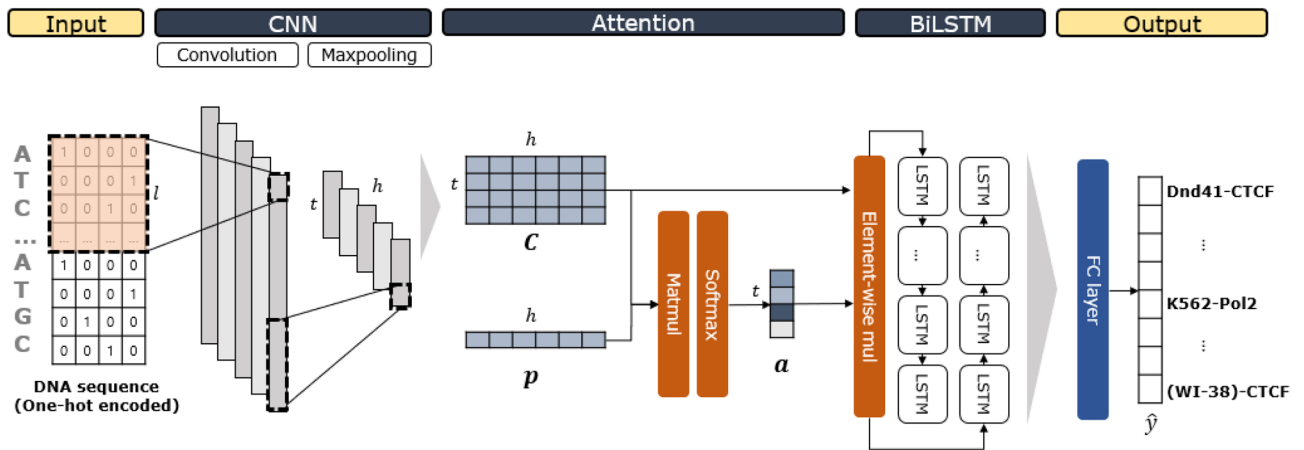 Input
CNN
Attention
BiLSTM
Output
Convolution
Maxpooling
A
T
C
...
A
T
G
C
1 0 0 0
0 0 0 1
0 0 1 0
... ... ... ...
1 0 0 0
0 0 0 1
0 1 0 0
0 0 1 0
l
DNA sequence
(One-hot encoded)
t
h
h
t
C
h
p
Matmul
Softmax
t
a
Element-wise mul
LSTM
...
LSTM
LSTM
LSTM
...
LSTM
LSTM
FC layer
Dnd41-CTCF
...
K562-Pol2
...
(WI-38)-CTCF
ŷ